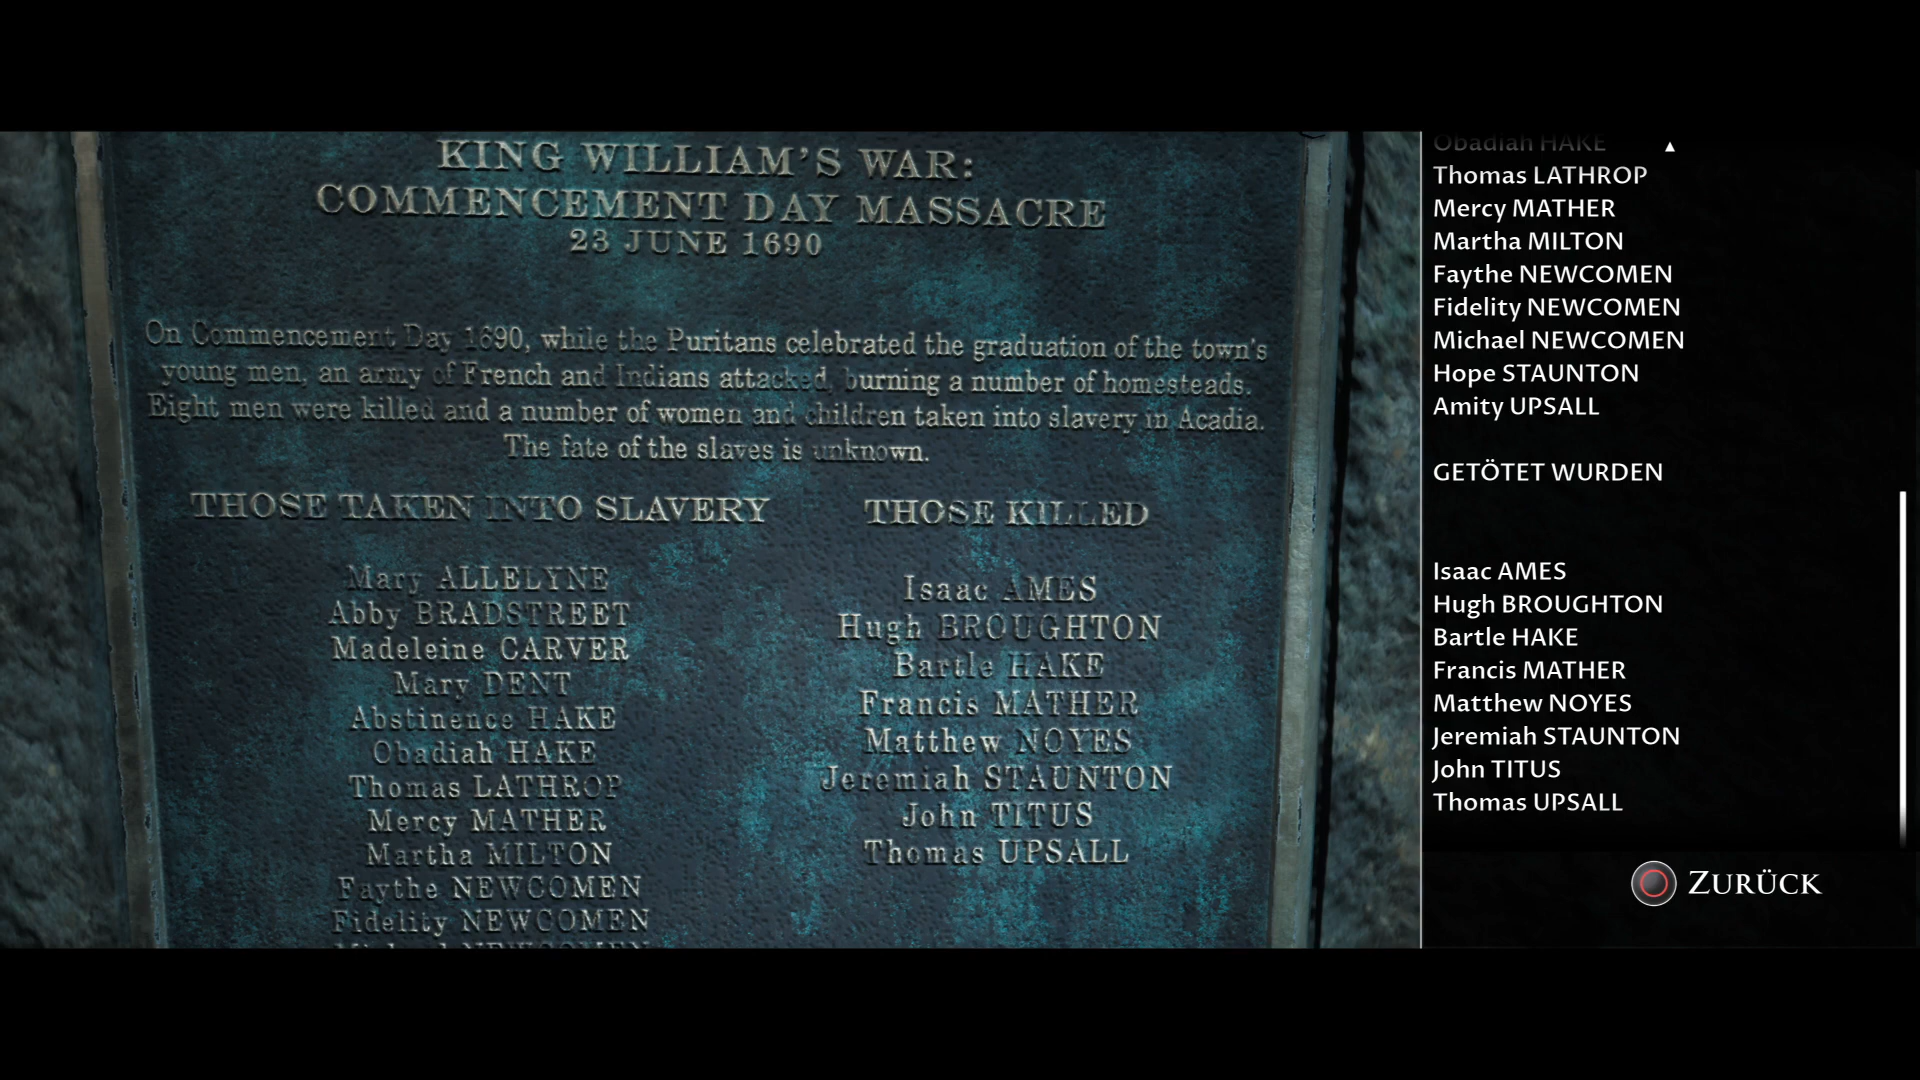 KING WILLIAM'S WAR:
COMMENCEMENT DAY MASSACRE
23 JUNE 1690
On Commencement Day 1690, while the Puritans celebrated the graduation of the town's
young men, an army of French and Indians attacked, burning a number of homesteads.
Eight men were killed and a number of women and children taken into slavery in Acadia.
The fate of the slaves is unknown.
THOSE TAKEN INTO SLAVERY
Mary ALLELYNE
Abby BRADSTREET
Madeleine CARVER
Mary DENT
Abstinence HAKE
Obadiah HAKE
Thomas LATHROP
Mercy MATHER
Martha MILTON
Faythe NEWCOMEN
Fidelity NEWCOMEN
Michael NEWCOMEN
THOSE KILLED
Isaac AMES
Hugh BROUGHTON
Bartle HAKE
Francis MATHER
Matthew NOYES
Jeremiah STAUNTON
John TITUS
Thomas UPSALL
Obadiah HAKE
Thomas LATHROP
Mercy MATHER
Martha MILTON
Faythe NEWCOMEN
Fidelity NEWCOMEN
Michael NEWCOMEN
Hope STAUNTON
Amity UPSALL
GETÖTET WURDEN
Isaac AMES
Hugh BROUGHTON
Bartle HAKE
Francis MATHER
Matthew NOYES
Jeremiah STAUNTON
John TITUS
Thomas UPSALL
ZURÜCK